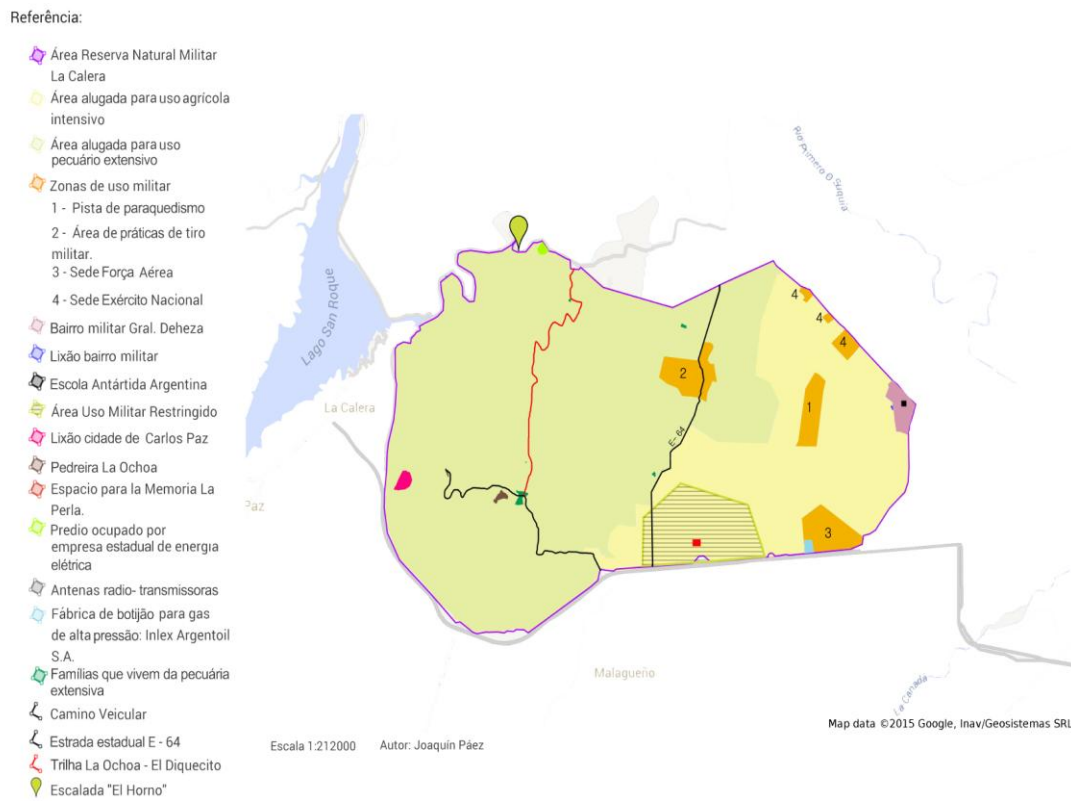 Referência:
Área Reserva Natural Militar
La Calera
Área alugada para uso agrícola
intensivo
Área alugada para uso
pecuário extensivo
Zonas de uso militar
1 - Pista de paraquedismo
2 - Área de práticas de tiro
militar.
3 - Sede Força Aérea
4 - Sede Exército Nacional
Bairro militar Gral. Deheza
Lixão bairro militar
Escola Antártida Argentina
Área Uso Militar Restringido
Lixão cidade de Carlos Paz
Pedreira La Ochoa
Espacio para la Memoria La
Perla.
Predio ocupado por
empresa estadual de energia
elétrica
Antenas radio- transmissoras
Fábrica de botijão para gas
de alta pressão: Inlex Argentoil
S.A.
Famílias que vivem da pecuária
extensiva
Camino Veicular
Estrada estadual E - 64
Trilha La Ochoa - El Diquecito
Escalada "El Horno"
Rio Primero O Suquia
Lago San Roque
La Calera
Paz
4
4
4
2
1
E- 64
3
Malagueño
La Cañada
Map data ©2015 Google, Inav/Geosistemas SRL
Escala 1:212000 Autor: Joaquín Páez